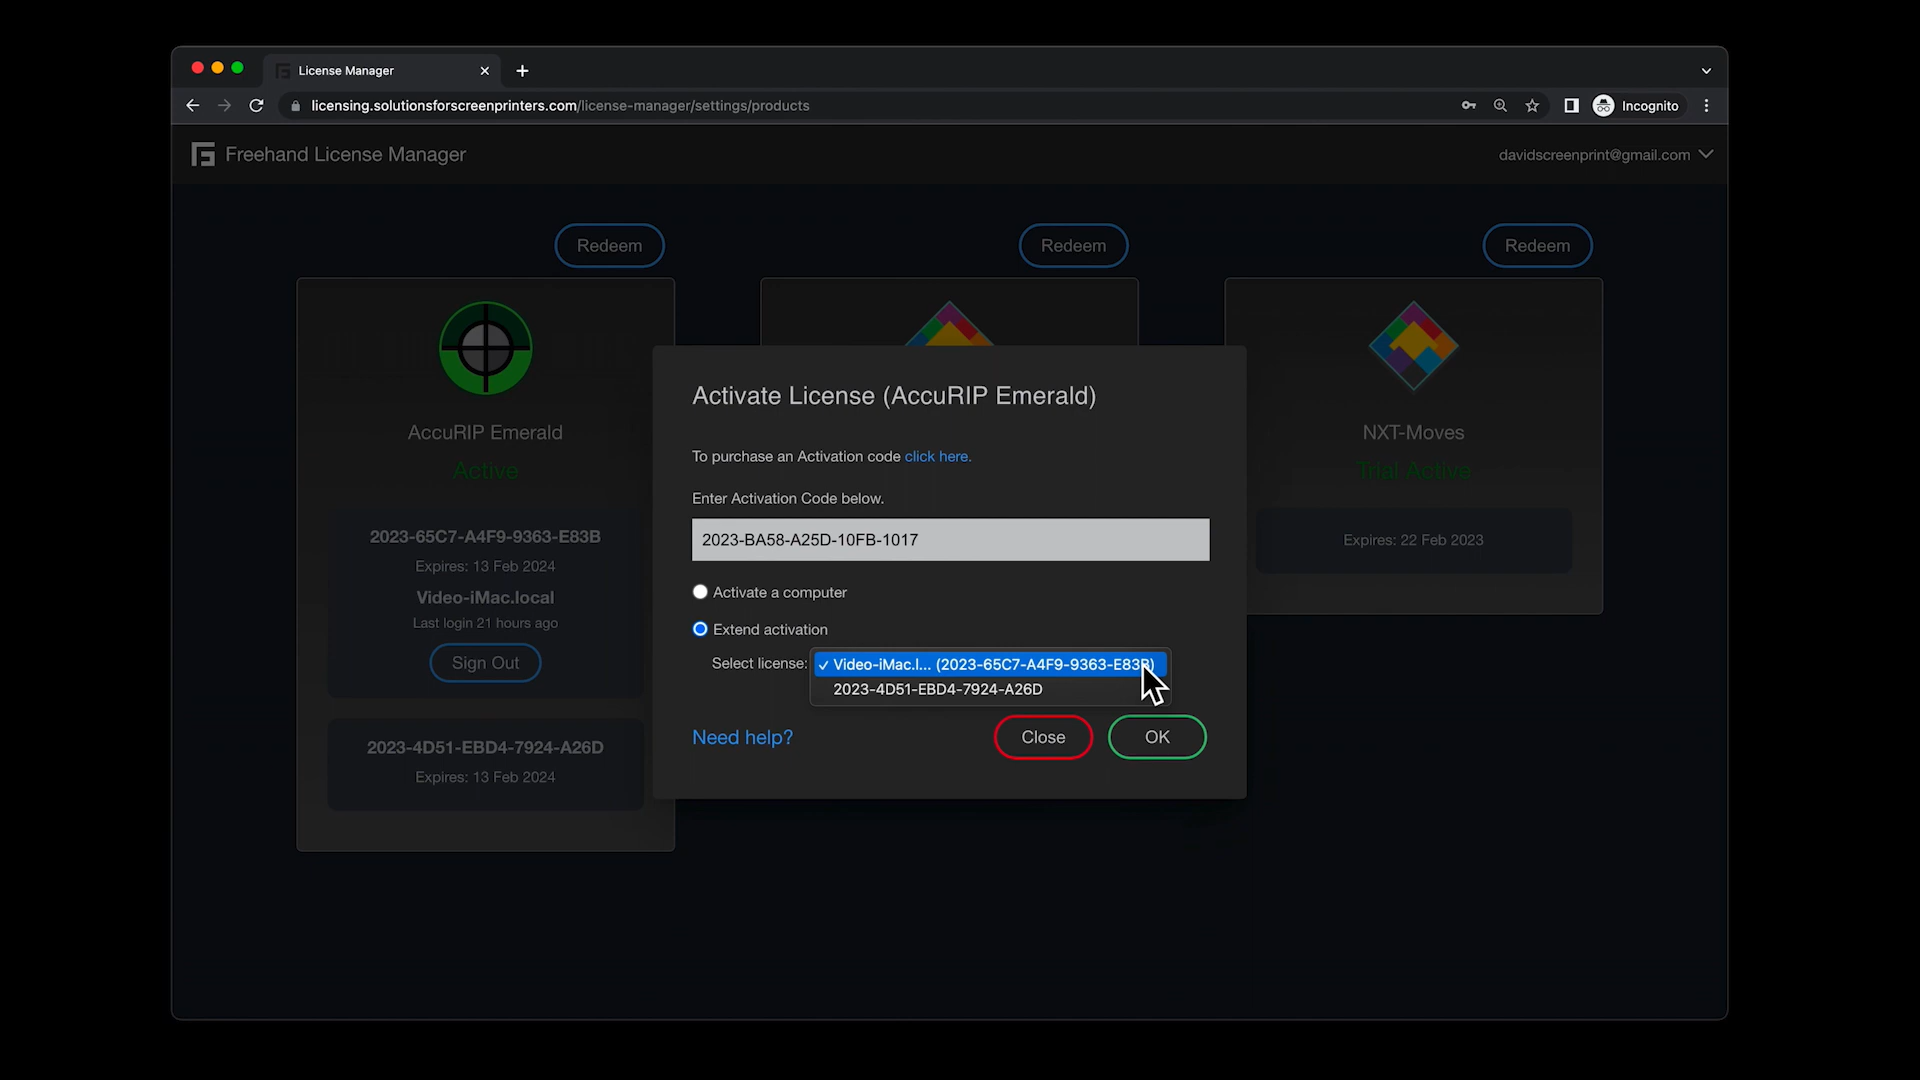 License Manager
licensing.solutionsforscreenprinters.com/license-manager/settings/products
Incognito
Freehand License Manager
davidscreenprint@gmail.com
Redeem
Redeem
Redeem
AccuRIP Emerald
Active
2023-65C7-A4F9-9363-E83B
Expires: 13 Feb 2024
Video-iMac.local
Last login 21 hours ago
Sign Out
2023-4D51-EBD4-7924-A26D
Expires: 13 Feb 2024
Activate License (AccuRIP Emerald)
To purchase an Activation code click here.
Enter Activation Code below.
2023-BA58-A25D-10FB-1017
Activate a computer
Extend activation
Select license:
Video-iMac.l... (2023-65C7-A4F9-9363-E83B)
2023-4D51-EBD4-7924-A26D
Need help?
Close
OK
NXT-Moves
Trial Active
Expires: 22 Feb 2023